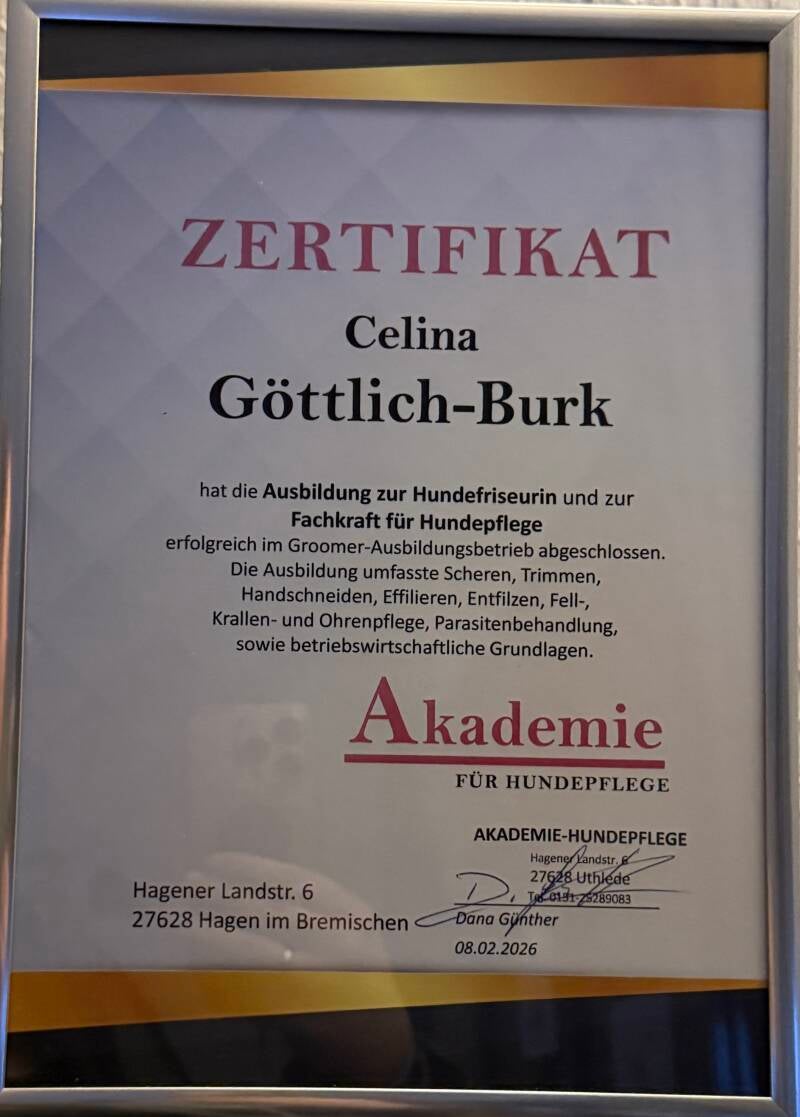 ZERTIFIKAT
Celina
Göttlich-Burk
hat die Ausbildung zur Hundefriseurin und zur
Fachkraft für Hundepflege
erfolgreich im Groomer-Ausbildungsbetrieb abgeschlossen.
Die Ausbildung umfasste Scheren, Trimmen,
Handschneiden, Effilieren, Entfilzen, Fell-,
Krallen- und Ohrenpflege, Parasitenbehandlung,
sowie betriebswirtschaftliche Grundlagen.
Akademie
FÜR HUNDEPFLEGE
AKADEMIE-HUNDEPFLEGE
Hagener Landstr. 6
27628 Uthlede
Hagener Landstr. 6
27628 Hagen im Bremischen
Dana Günther
08.02.2026